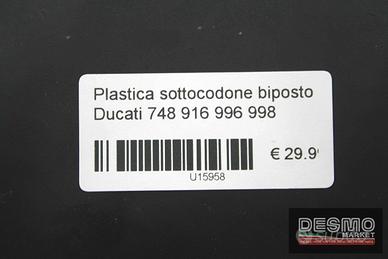 Plastica sottocodone biposto
Ducati 748 916 996 998
€ 29.9
U15958
DESMO
MARKET